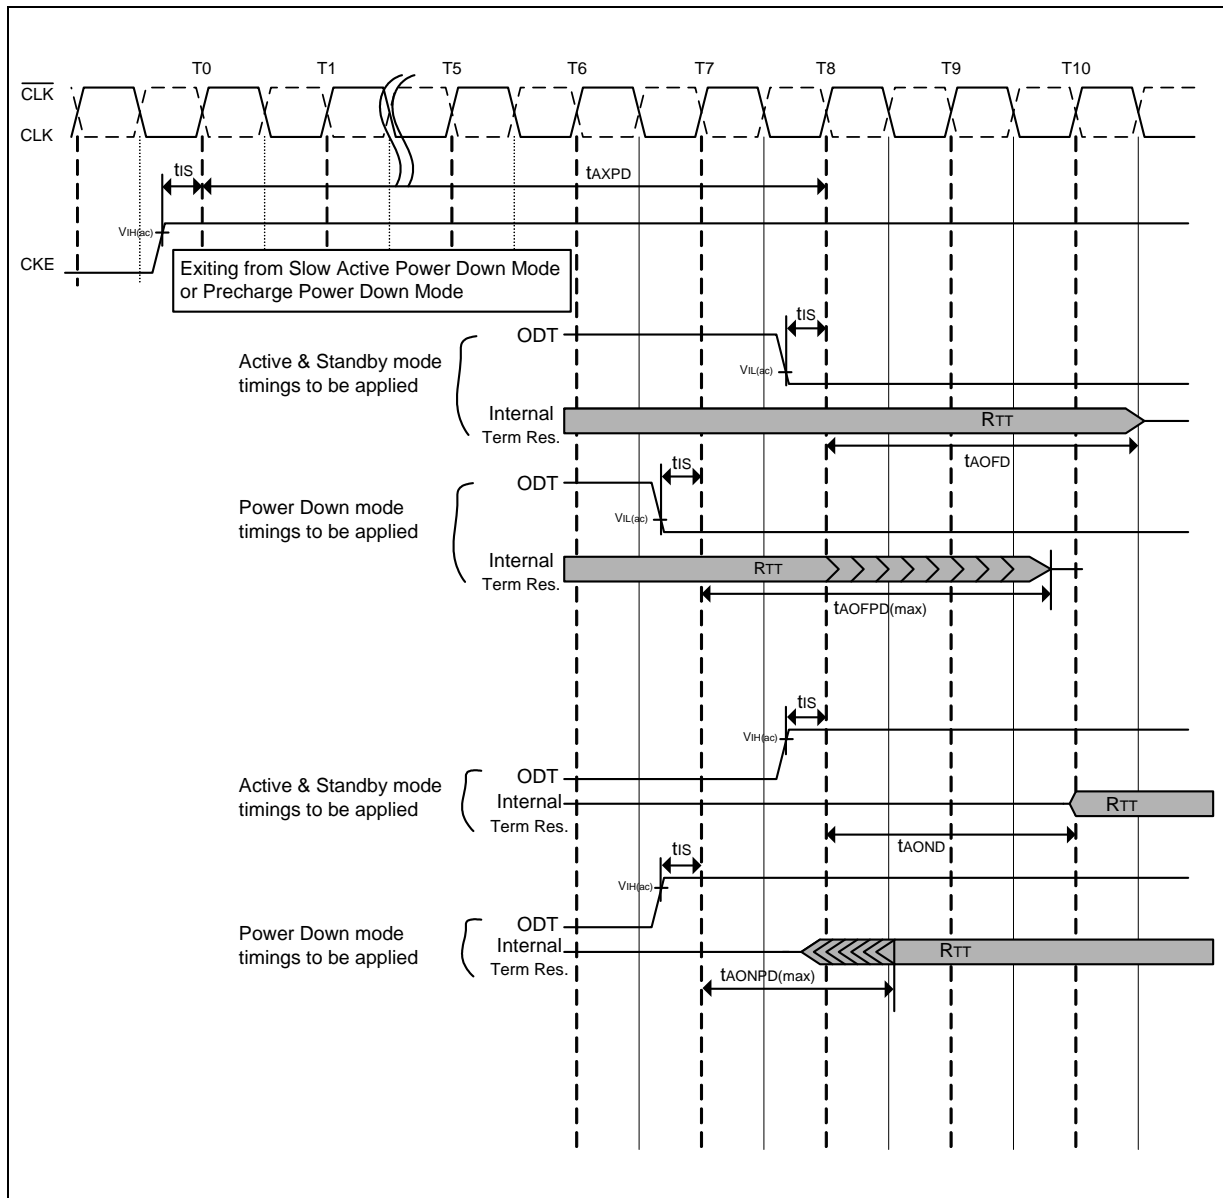 T0 T1 T5 T6 T7 T8 T9 T10
CLK
CLK
tIS
tAXPD
VIH(ac)
CKE
Exiting from Slow Active Power Down Mode
or Precharge Power Down Mode
tIS
ODT
Active & Standby mode
timings to be applied
VIL(ac)
Internal
Term Res.
RTT
tAOFD
tIS
ODT
Power Down mode
timings to be applied
VIL(ac)
Internal
Term Res.
RTT
tAOFPD(max)
tIS
VIH(ac)
ODT
Active & Standby mode
timings to be applied
Internal
Term Res.
RTT
tAOND
tIS
VIH(ac)
ODT
Power Down mode
timings to be applied
Internal
Term Res.
RTT
tAONPD(max)